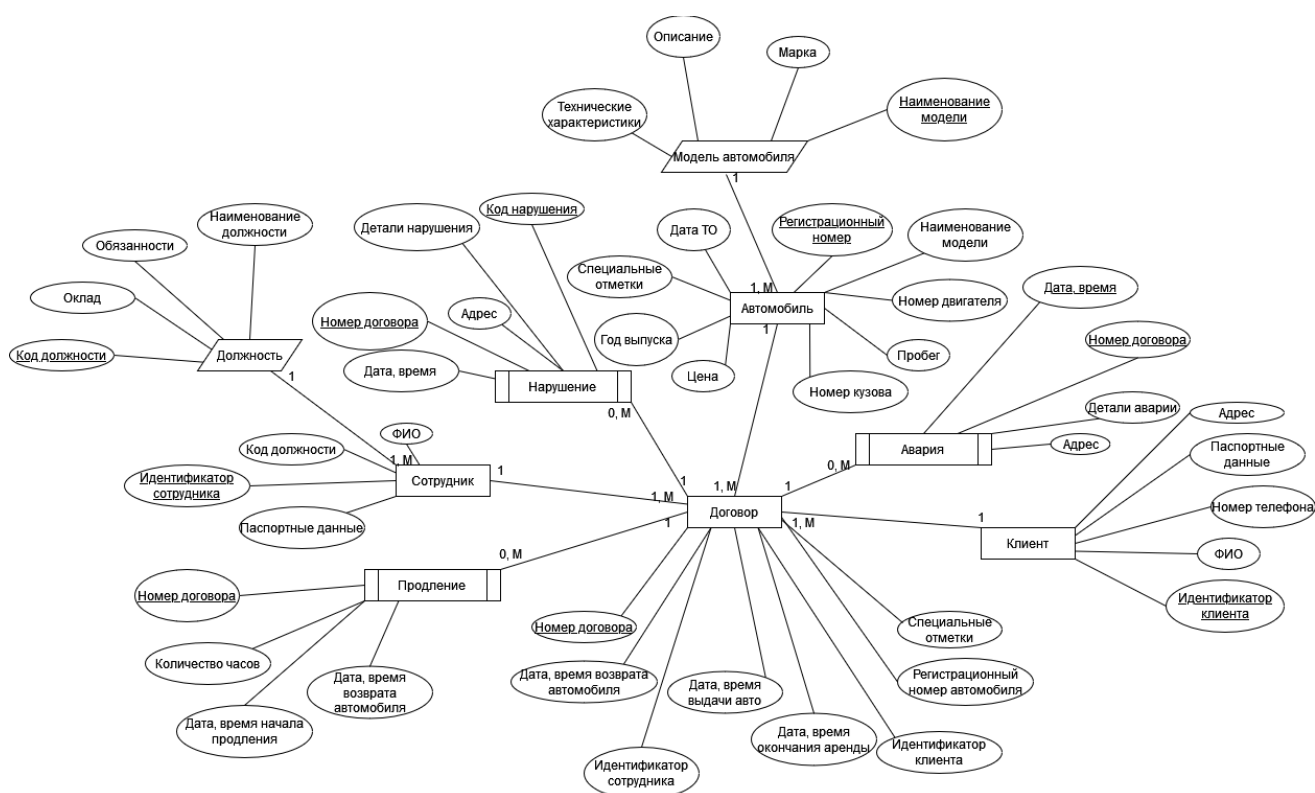 Описание
Марка
Технические
характеристики
Наименование
модели
Модель автомобиля
1
Наименование
должности
Обязанности
Оклад
Код должности
Должность
1
Код нарушения
Детали нарушения
Номер договора
Адрес
Дата, время
Нарушение
0, М
Дата ТО
Регистрационный
номер
Наименование
модели
Специальные
отметки
1, М
Автомобиль
1
Номер двигателя
Год выпуска
Цена
Пробег
Номер кузова
Дата, время
Номер договора
Детали аварии
Адрес
Авария
0, М
Адрес
Паспортные
данные
Номер телефона
ФИО
Идентификатор
клиента
1
Клиент
ФИО
Код должности
1, М
Идентификатор
сотрудника
Сотрудник
1
Паспортные данные
1
1, М
1, М
1
Договор
1
1, М
0, М
Продление
Номер договора
Количество часов
Дата, время
возврата
автомобиля
Дата, время начала
продления
Номер договора
Дата, время возврата
автомобиля
Идентификатор
сотрудника
Дата, время
выдачи авто
Дата, время
окончания аренды
Идентификатор
клиента
Регистрационный
номер автомобиля
Специальные
отметки